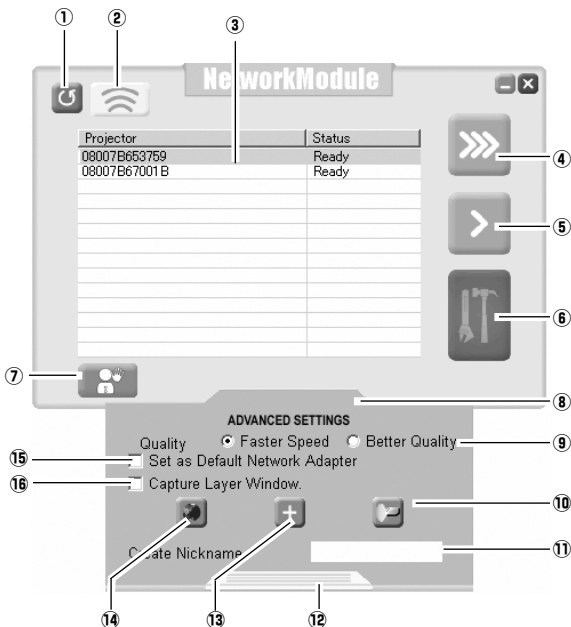 ① ② ③
NetworkModule
Projector Status
08007B653759 Ready
08007B67001B Ready
④
⑤
⑥
⑦
⑧
ADVANCED SETTINGS
Quality Faster Speed Better Quality ⑨
⑮ Set as Default Network Adapter
⑯ Capture Layer Window.
⑩
Create Nickname ⑪
⑭ ⑬ ⑫